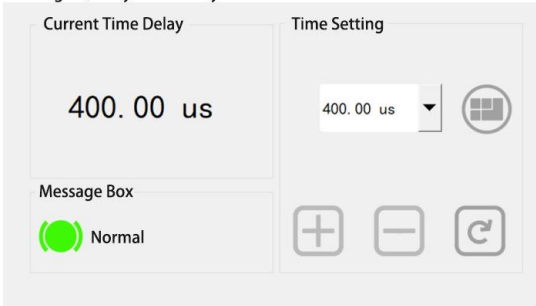 Current Time Delay
400. 00 us
Message Box
Normal
Time Setting
400. 00 us